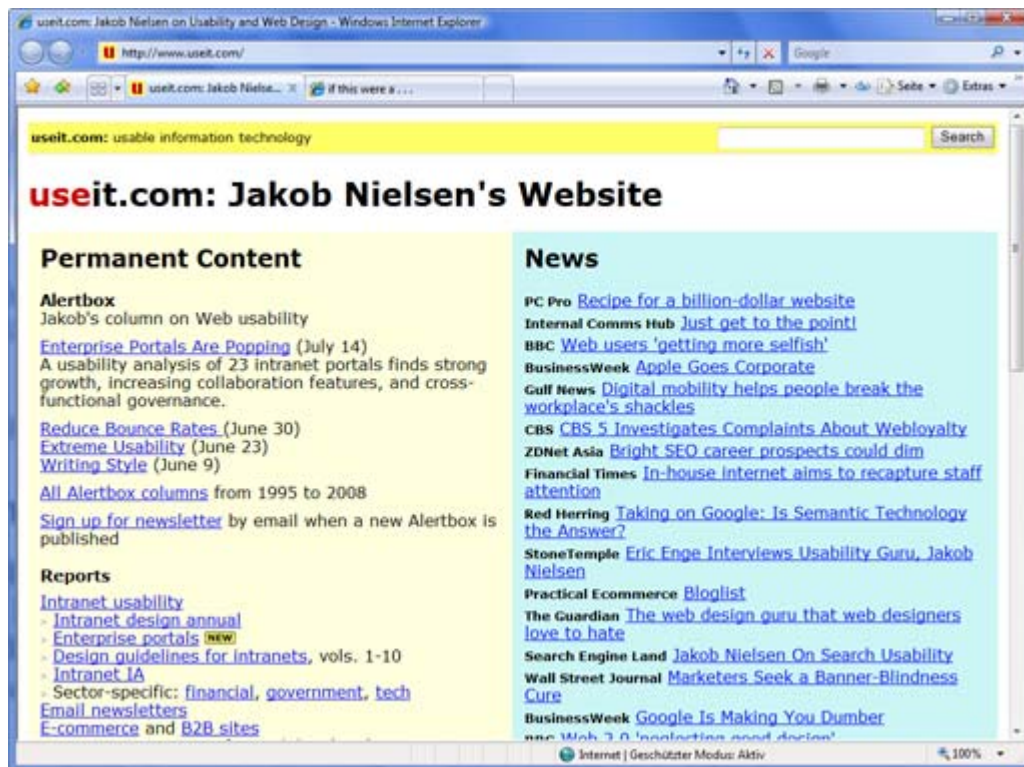 useit.com: Jakob Nielsen on Usability and Web Design - Windows Internet Explorer
http://www.useit.com/
Google
useit.com: Jakob Nielse...
if this were a . . .
Seite
Extras
useit.com: usable information technology
Search
useit.com: Jakob Nielsen's Website
Permanent Content
Alertbox
Jakob's column on Web usability
Enterprise Portals Are Popping (July 14)
A usability analysis of 23 intranet portals finds strong
growth, increasing collaboration features, and cross-
functional governance.
Reduce Bounce Rates (June 30)
Extreme Usability (June 23)
Writing Style (June 9)
All Alertbox columns from 1995 to 2008
Sign up for newsletter by email when a new Alertbox is
published
Reports
Intranet usability
Intranet design annual
Enterprise portals NEW
Design guidelines for intranets, vols. 1-10
Intranet IA
Sector-specific: financial, government, tech
Email newsletters
E-commerce and B2B sites
News
PC Pro Recipe for a billion-dollar website
Internal Comms Hub Just get to the point!
BBC Web users 'getting more selfish'
BusinessWeek Apple Goes Corporate
Gulf News Digital mobility helps people break the
workplace's shackles
CBS CBS 5 Investigates Complaints About Webloyalty
ZDNet Asia Bright SEO career prospects could dim
Financial Times In-house internet aims to recapture staff
attention
Red Herring Taking on Google: Is Semantic Technology
the Answer?
StoneTemple Eric Enge Interviews Usability Guru, Jakob
Nielsen
Practical Ecommerce Bloglist
The Guardian The web design guru that web designers
love to hate
Search Engine Land Jakob Nielsen On Search Usability
Wall Street Journal Marketers Seek a Banner-Blindness
Cure
BusinessWeek Google Is Making You Dumber
BBC Web 2.0 'neglecting good design'
Internet | Geschützter Modus: Aktiv
100%